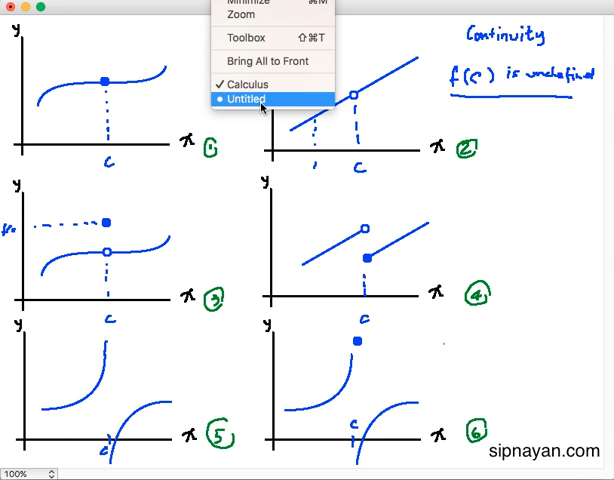 Minimize ⌘M
Zoom
Toolbox ⇧⌘T
Bring All to Front
✓ Calculus
● Untitled
Continuity
f(c) is undefined
y
x
c
①
y
x
c
②
y
x
c
③
y
x
c
④
y
x
c
⑤
y
x
c
⑥
sipnayan.com
100%